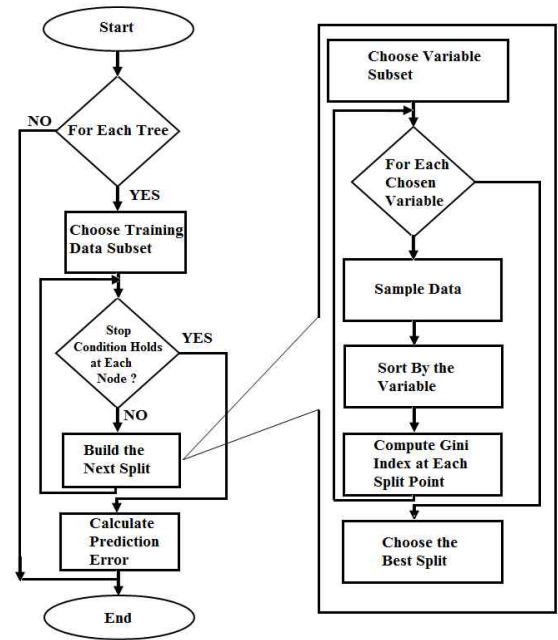 Start
NO
For Each Tree
YES
Choose Training
Data Subset
Stop
Condition Holds
at Each
Node ?
YES
NO
Build the
Next Split
Calculate
Prediction
Error
End
Choose Variable
Subset
For Each
Chosen
Variable
Sample Data
Sort By the
Variable
Compute Gini
Index at Each
Split Point
Choose the
Best Split